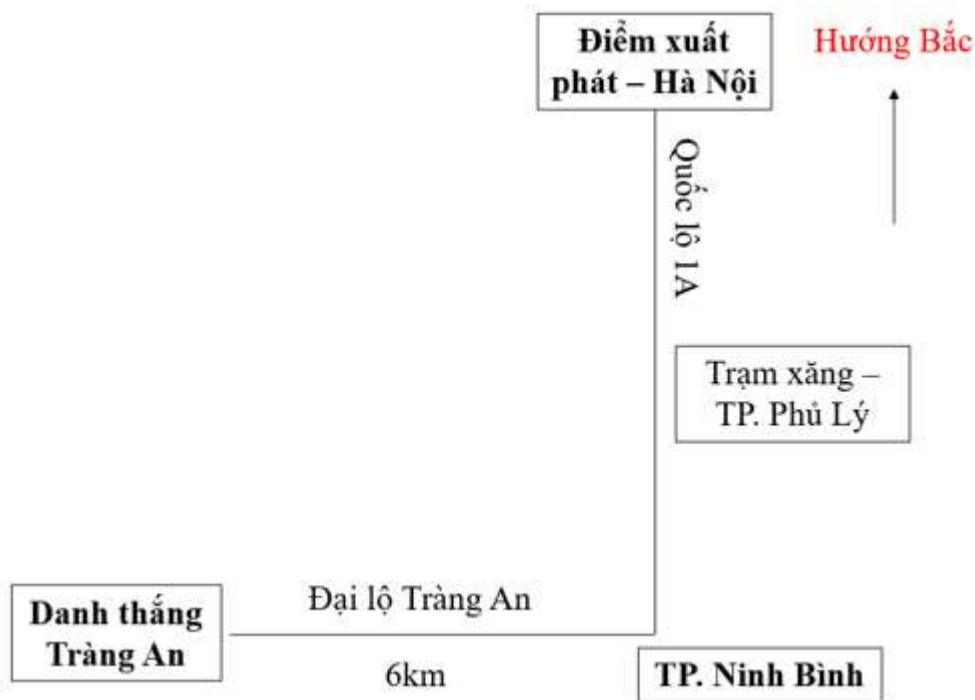 Điểm xuất
phát – Hà Nội
Hướng Bắc
Quốc lộ 1A
Trạm xăng –
TP. Phủ Lý
Đại lộ Tràng An
Danh thắng
Tràng An
6km
TP. Ninh Bình